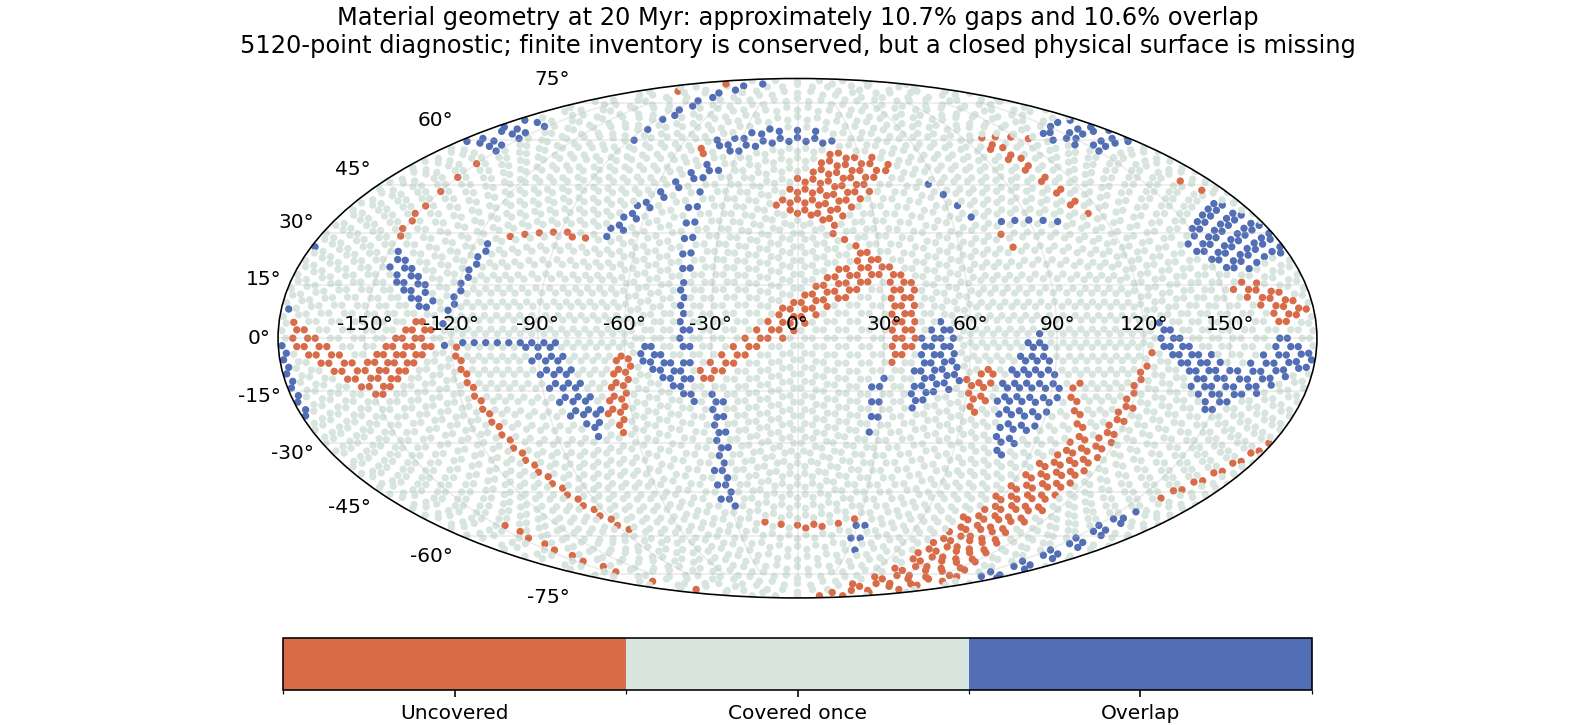 Material geometry at 20 Myr: approximately 10.7% gaps and 10.6% overlap
5120-point diagnostic; finite inventory is conserved, but a closed physical surface is missing
75°
60°
45°
30°
15°
-150° -120° -90° -60° -30° 0° 30° 60° 90° 120° 150°
0°
-15°
-30°
-45°
-60°
-75°
Uncovered Covered once Overlap